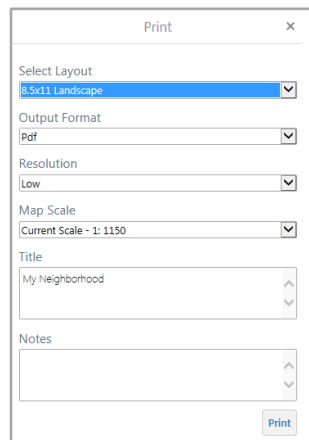 Print
Select Layout
8.5x11 Landscape
Output Format
Pdf
Resolution
Low
Map Scale
Current Scale - 1: 1150
Title
My Neighborhood
Notes
Print